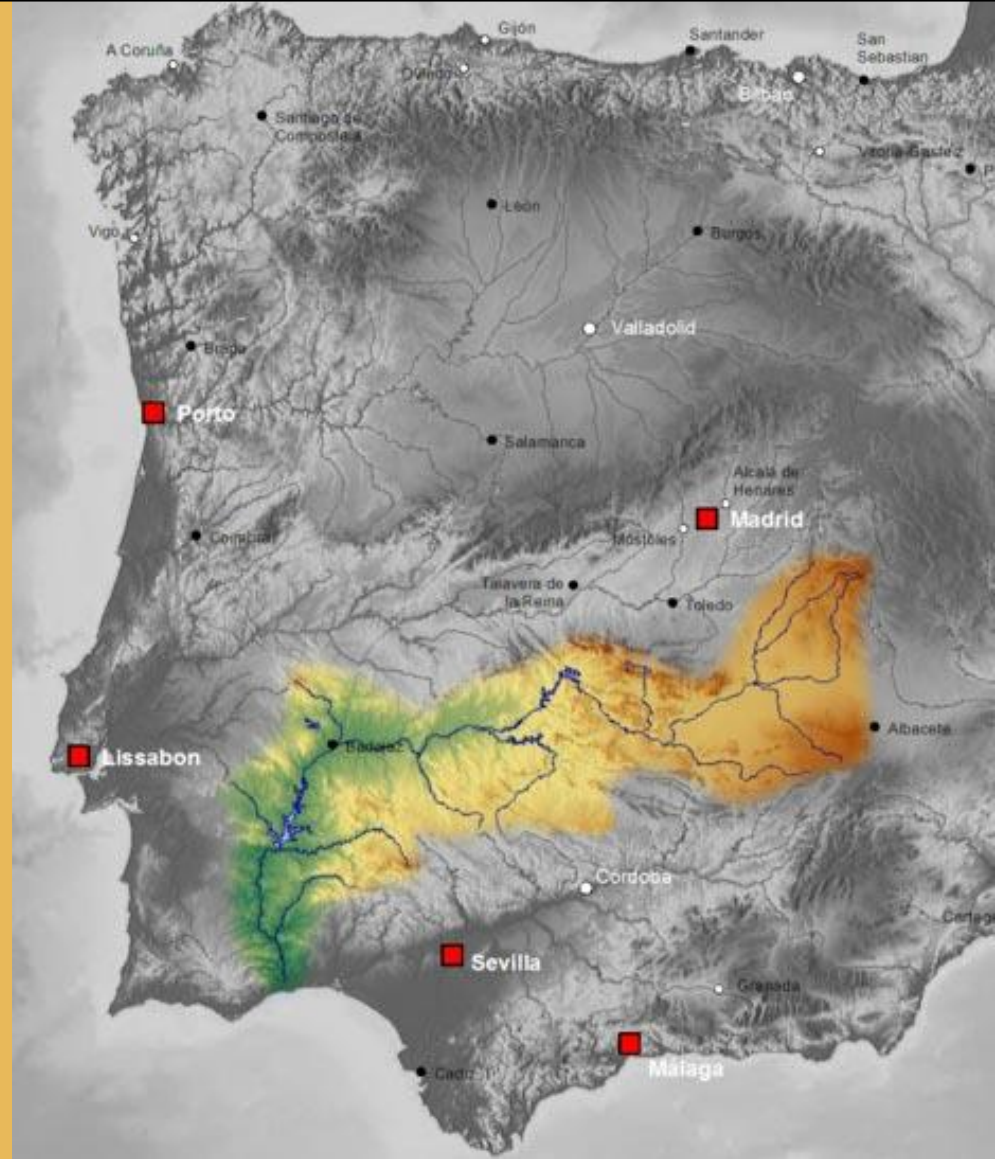 Gijón
Santander
San
Sebastian
A Coruña
Oviedo
Bilbao
Santiago de
Compostela
Vitoria-Gasteiz
P
León
Vigo
Burgos
Valladolid
Braga
Porto
Salamanca
Alcalá de
Henares
Madrid
Coimbra
Móstoles
Talavera de
la Reina
Toledo
Albacete
Badajoz
Lissabon
Córdoba
Cartage
Sevilla
Granada
Málaga
Cadiz